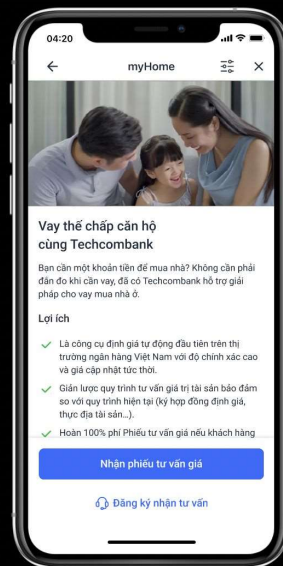 04:20
myHome
Vay thế chấp căn hộ
cùng Techcombank
Bạn cần một khoản tiền để mua nhà? Không cần phải
đắn đo khi cần vay, đã có Techcombank hỗ trợ giải
pháp cho vay mua nhà ở.
Lợi ích
Là công cụ định giá tự động đầu tiên trên thị
trường ngân hàng Việt Nam với độ chính xác cao
và giá cập nhật tức thời.
Giản lược quy trình tư vấn giá trị tài sản bảo đảm
so với quy trình hiện tại (ký hợp đồng định giá,
thực địa tài sản...).
Hoàn 100% phí Phiếu tư vấn giá nếu khách hàng
Nhận phiếu tư vấn giá
Đăng ký nhận tư vấn